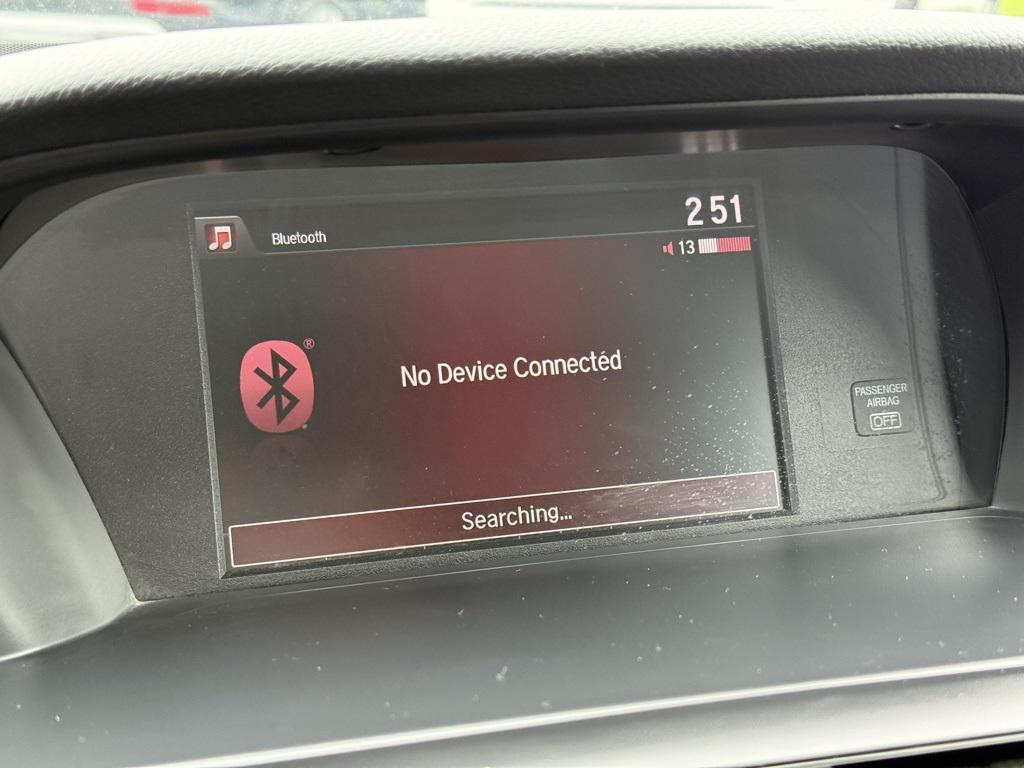 Bluetooth
2 51
13
®
No Device Connected
PASSENGER
AIRBAG
OFF
Searching...